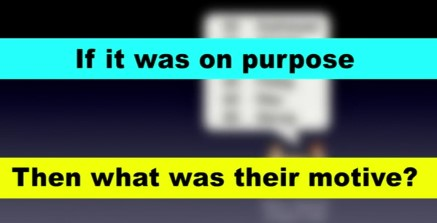 If it was on purpose
Then what was their motive?